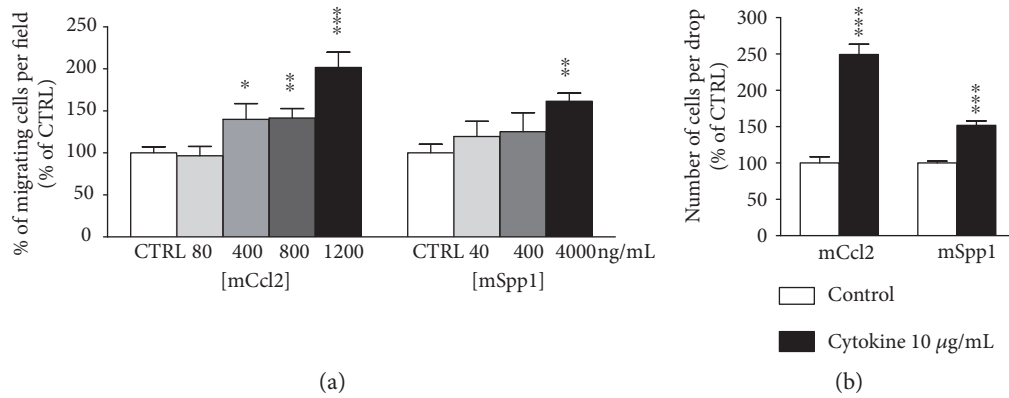 % of migrating cells per field
(% of CTRL)
250
200
150
100
50
0
*
**
***
**
CTRL 80 400 800 1200
[mCcl2]
CTRL 40 400 4000 ng/mL
[mSpp1]
(a)
Number of cells per drop
(% of CTRL)
300
250
200
150
100
50
0
***
***
mCcl2 mSpp1
Control
Cytokine 10 µg/mL
(b)